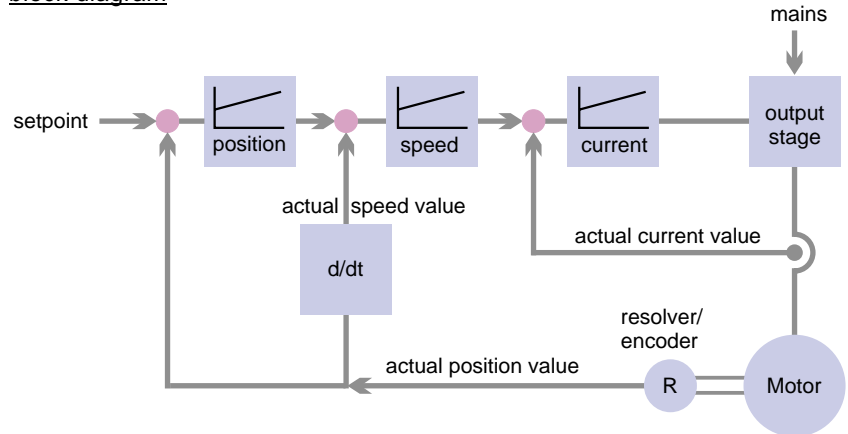 block diagram
mains
setpoint
position
speed
current
output
stage
actual speed value
actual current value
d/dt
resolver/
encoder
actual position value
R
Motor